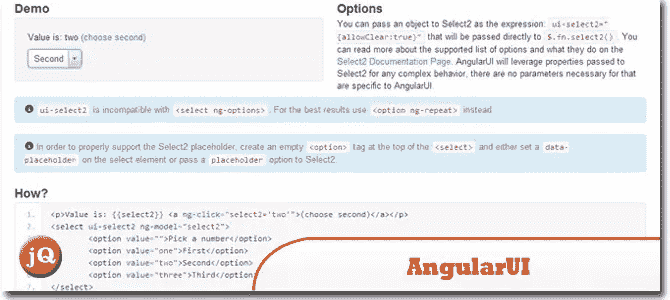 Demo
Value is: two (choose second)
Second
Options
You can pass an object to Select2 as the expression: ui-select2="
{allowClear:true}" that will be passed directly to $.fn.select2() . You
can read more about the supported list of options and what they do on the
Select2 Documentation Page. AngularUI will leverage properties passed to
Select2 for any complex behavior, there are no parameters necessary for that
are specific to AngularUI.
ui-select2 is incompatible with <select ng-options> . For the best results use <option ng-repeat> instead
In order to properly support the Select2 placeholder, create an empty <option> tag at the top of the <select> and either set a data-
placeholder on the select element or pass a placeholder option to Select2.
How?
1. <p>Value is: {{select2}} <a ng-click="select2='two'">(choose second)</a></p>
2. <select ui-select2 ng-model="select2">
<option value="">Pick a number</option>
<option value="one">First</option>
<option value="two">Second</option>
<option value="three">Third</option>
7. </select>
jQ
AngularUI